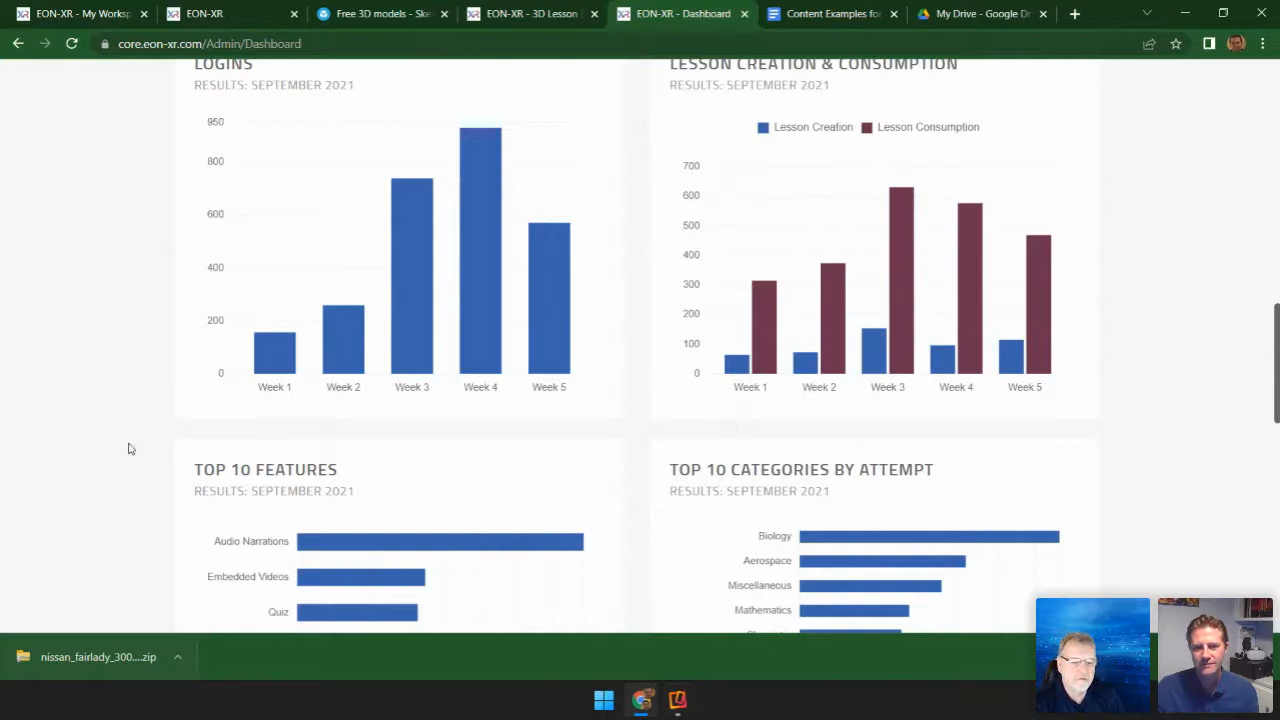 EON-XR - My Worksp
EON-XR
Free 3D models - Ske
EON-XR - 3D Lesson
EON-XR - Dashboard
Content Examples for
My Drive - Google Dr
core.eon-xr.com/Admin/Dashboard
LOGINS
RESULTS: SEPTEMBER 2021
950
800
600
400
200
0
Week 1 Week 2 Week 3 Week 4 Week 5
LESSON CREATION & CONSUMPTION
RESULTS: SEPTEMBER 2021
Lesson Creation Lesson Consumption
700
600
500
400
300
200
100
0
Week 1 Week 2 Week 3 Week 4 Week 5
TOP 10 FEATURES
RESULTS: SEPTEMBER 2021
Audio Narrations
Embedded Videos
Quiz
TOP 10 CATEGORIES BY ATTEMPT
RESULTS: SEPTEMBER 2021
Biology
Aerospace
Miscellaneous
Mathematics
nissan_fairlady_300....zip